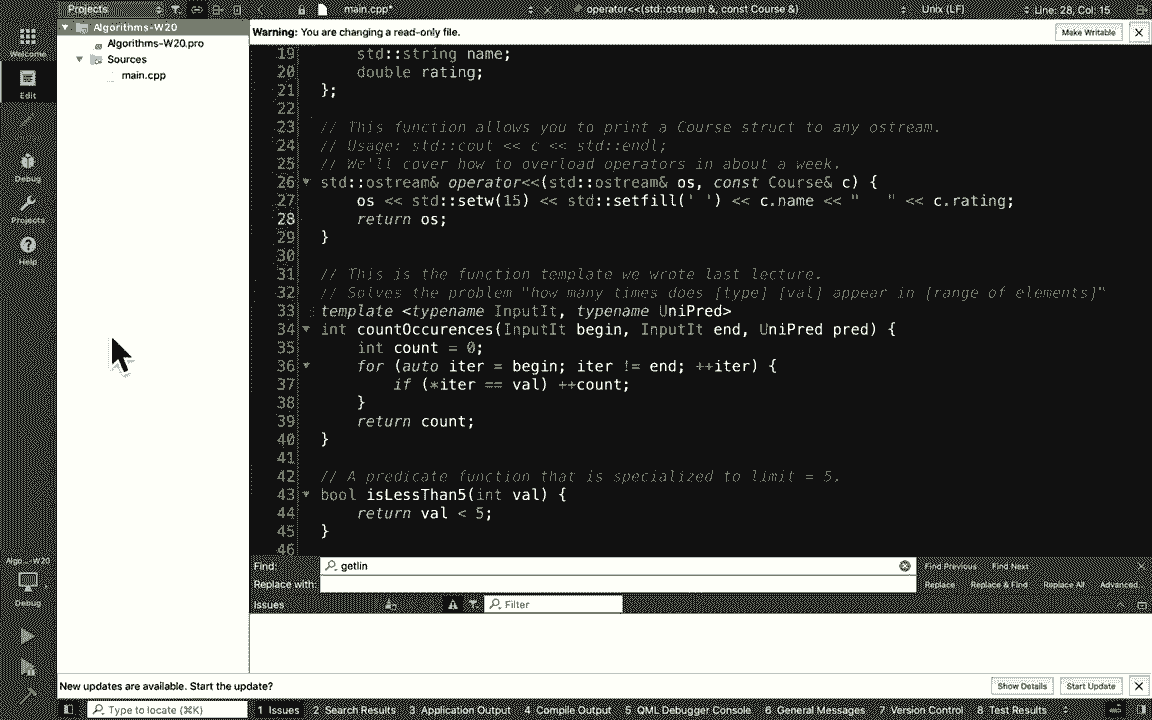 Projects
main.cpp*
operator<<(std::ostream &, const Course &)
Unix (LF)
Line: 28, Col: 15
Algorithms-W20
Algorithms-W20.pro
Sources
main.cpp
Welcome
Edit
Debug
Projects
Help
Warning: You are changing a read-only file.
Make Writable
19 std::string name;
20 double rating;
21 };
22
23 // This function allows you to print a Course struct to any ostream.
24 // Usage: std::cout << c << std::endl;
25 // We'll cover how to overload operators in about a week.
26 std::ostream& operator<<(std::ostream& os, const Course& c) {
27 os << std::setw(15) << std::setfill(' ') << c.name << "   " << c.rating;
28 return os;
29 }
30
31 // This is the function template we wrote last lecture.
32 // Solves the problem "how many times does [type] [val] appear in [range of elements]"
33 template <typename InputIt, typename UniPred>
34 int countOccurences(InputIt begin, InputIt end, UniPred pred) {
35 int count = 0;
36 for (auto iter = begin; iter != end; ++iter) {
37 if (*iter == val) ++count;
38 }
39 return count;
40 }
41
42 // A predicate function that is specialized to limit = 5.
43 bool isLessThan5(int val) {
44 return val < 5;
45 }
46
Find: getlin
Find Previous Find Next
Replace with:
Replace Replace & Find Replace All Advanced...
Issues
Filter
Algo...-W20
Debug
New updates are available. Start the update?
Show Details
Start Update
Type to locate (⌘K)
1 Issues 2 Search Results 3 Application Output 4 Compile Output 5 QML Debugger Console 6 General Messages 7 Version Control 8 Test Results